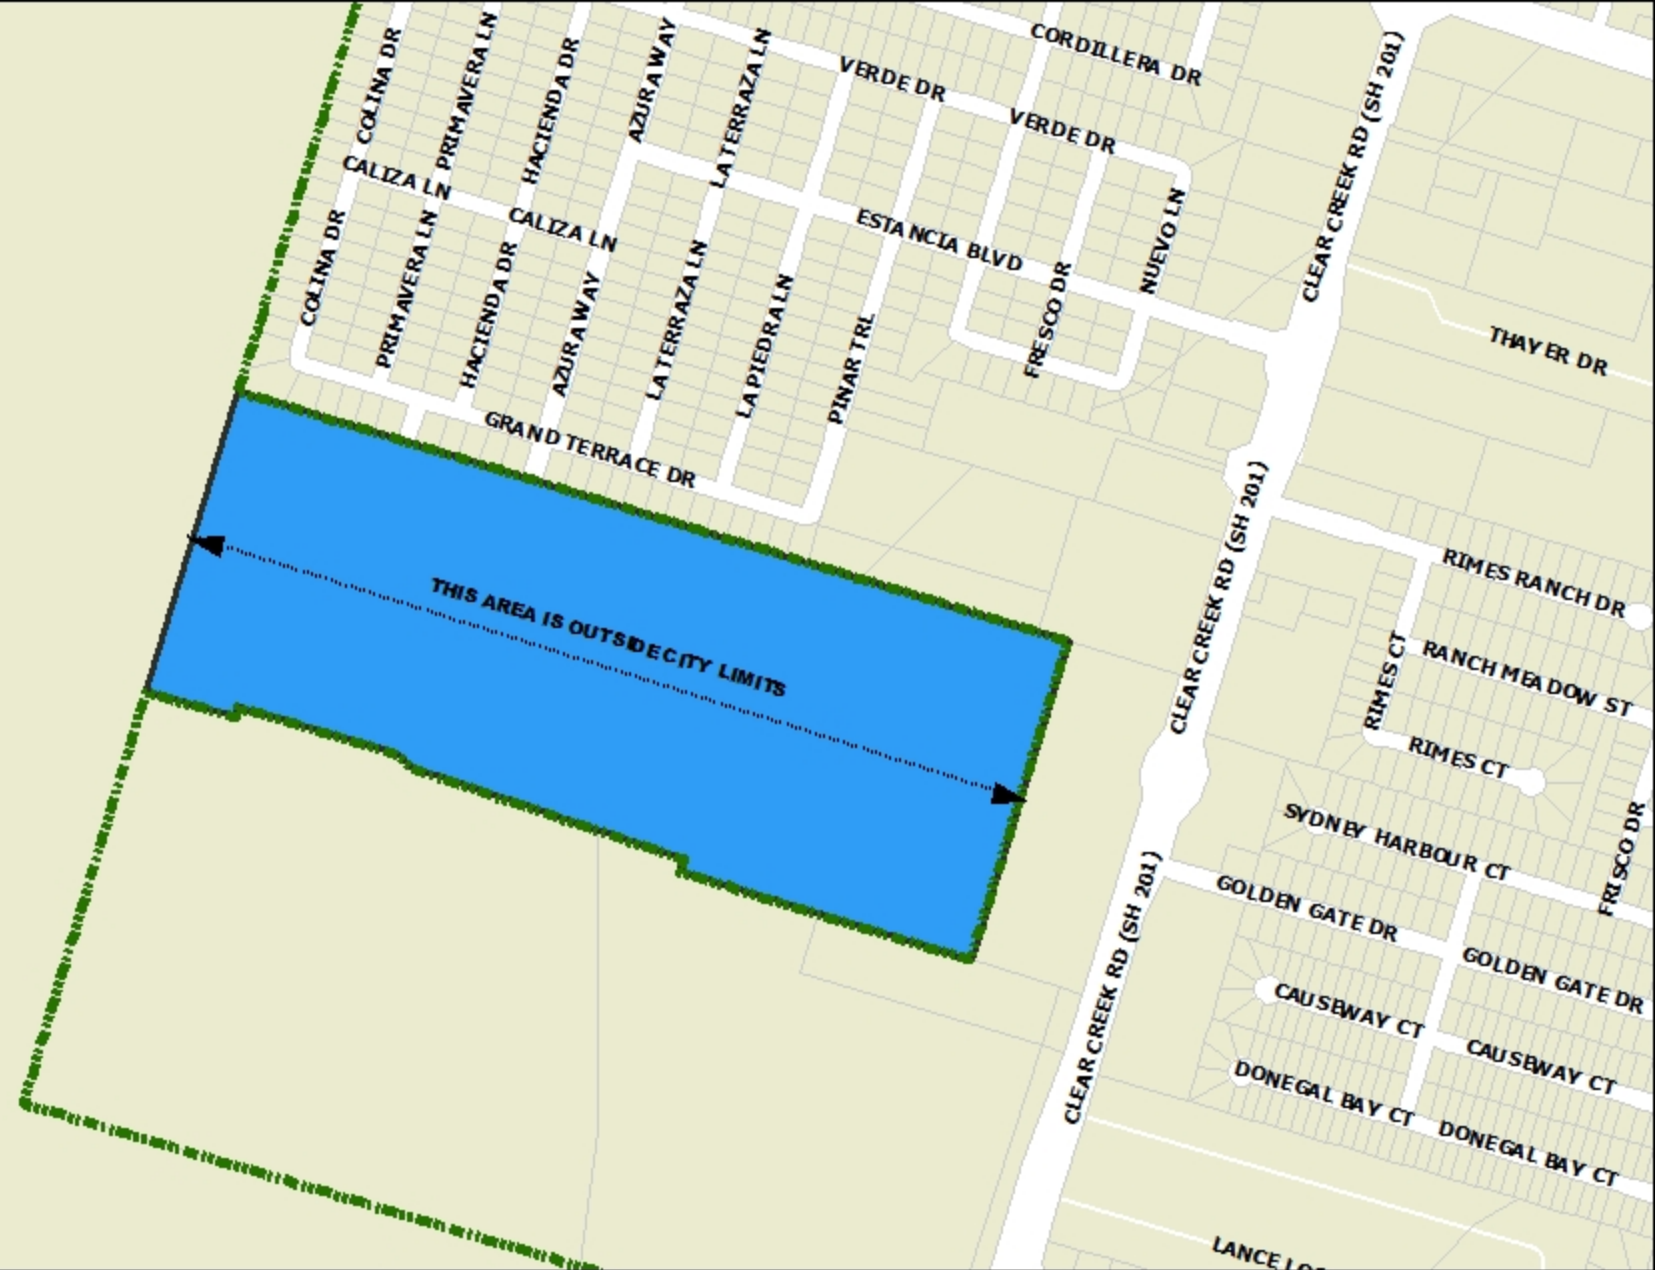 COLINA DR
PRIMAVERA LN
HACIENDA DR
AZURA WAY
LA TERRAZA LN
VERDE DR
CORDILLERA DR
VERDE DR
CLEAR CREEK RD (SH 201)
CALIZA LN
CALIZA LN
ESTANCIA BLVD
NUEVO LN
FRESCO DR
COLINA DR
PRIMAVERA LN
HACIENDA DR
AZURA WAY
LA TERRAZA LN
LA PIEDRA LN
PINAR TRL
THAYER DR
GRAND TERRACE DR
CLEAR CREEK RD (SH 201)
RIMES RANCH DR
THIS AREA IS OUTSIDE CITY LIMITS
RIMES CT
RANCH MEADOW ST
RIMES CT
SYDNEY HARBOUR CT
FRISCO DR
CLEAR CREEK RD (SH 201)
GOLDEN GATE DR
GOLDEN GATE DR
CAUSEWAY CT
CAUSEWAY CT
DONEGAL BAY CT
DONEGAL BAY CT
LANCE